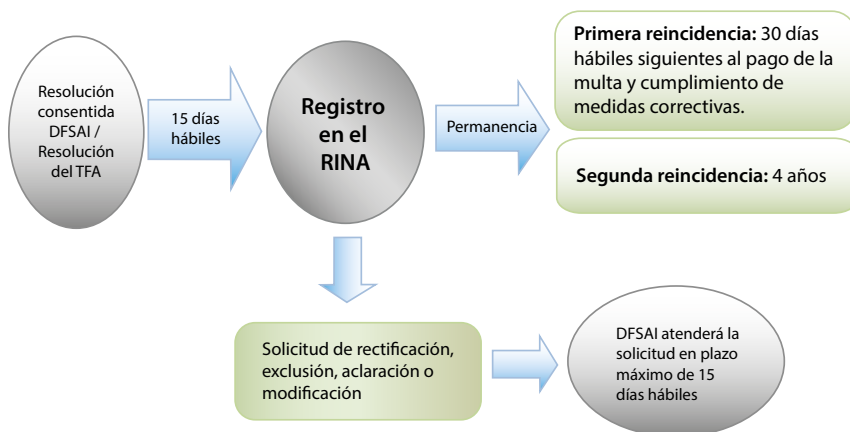 Resolución
consentida
DFSAI /
Resolución
del TFA
15 días
hábiles
Registro
en el
RINA
Permanencia
Primera reincidencia: 30 días
hábiles siguientes al pago de la
multa y cumplimiento de
medidas correctivas.
Segunda reincidencia: 4 años
Solicitud de rectificación,
exclusión, aclaración o
modificación
DFSAI atenderá la
solicitud en plazo
máximo de 15
días hábiles